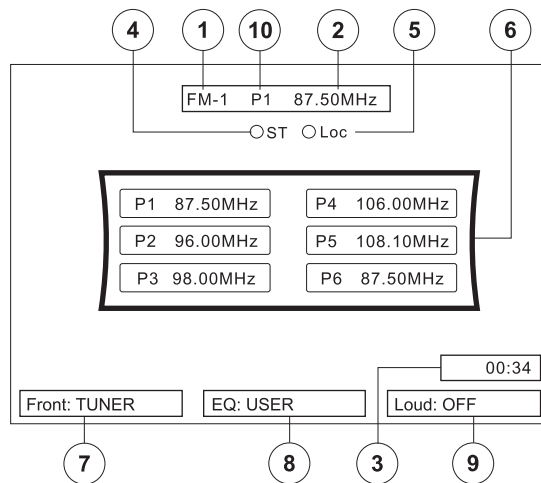 4 1 10 2 5 6
FM-1 P1 87.50MHz
ST Loc
P1 87.50MHz P4 106.00MHz
P2 96.00MHz P5 108.10MHz
P3 98.00MHz P6 87.50MHz
00:34
Front: TUNER EQ: USER Loud: OFF
7 8 3 9